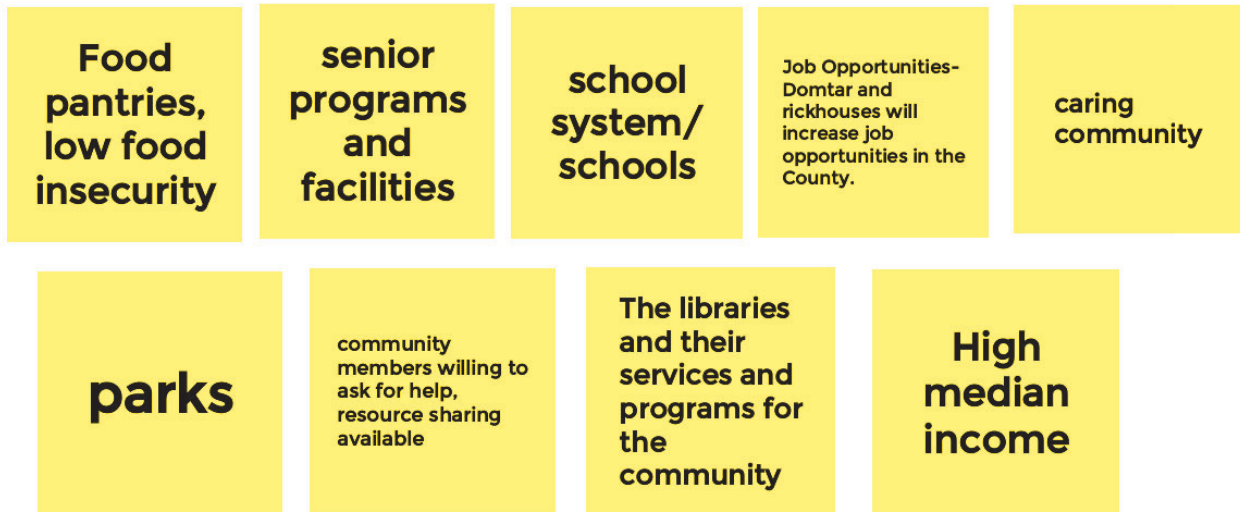 Food
pantries,
low food
insecurity
senior
programs
and
facilities
school
system/
schools
Job Opportunities-
Domtar and
rickhouses will
increase job
opportunities in the
County.
caring
community
parks
community
members willing to
ask for help,
resource sharing
available
The libraries
and their
services and
programs for
the
community
High
median
income